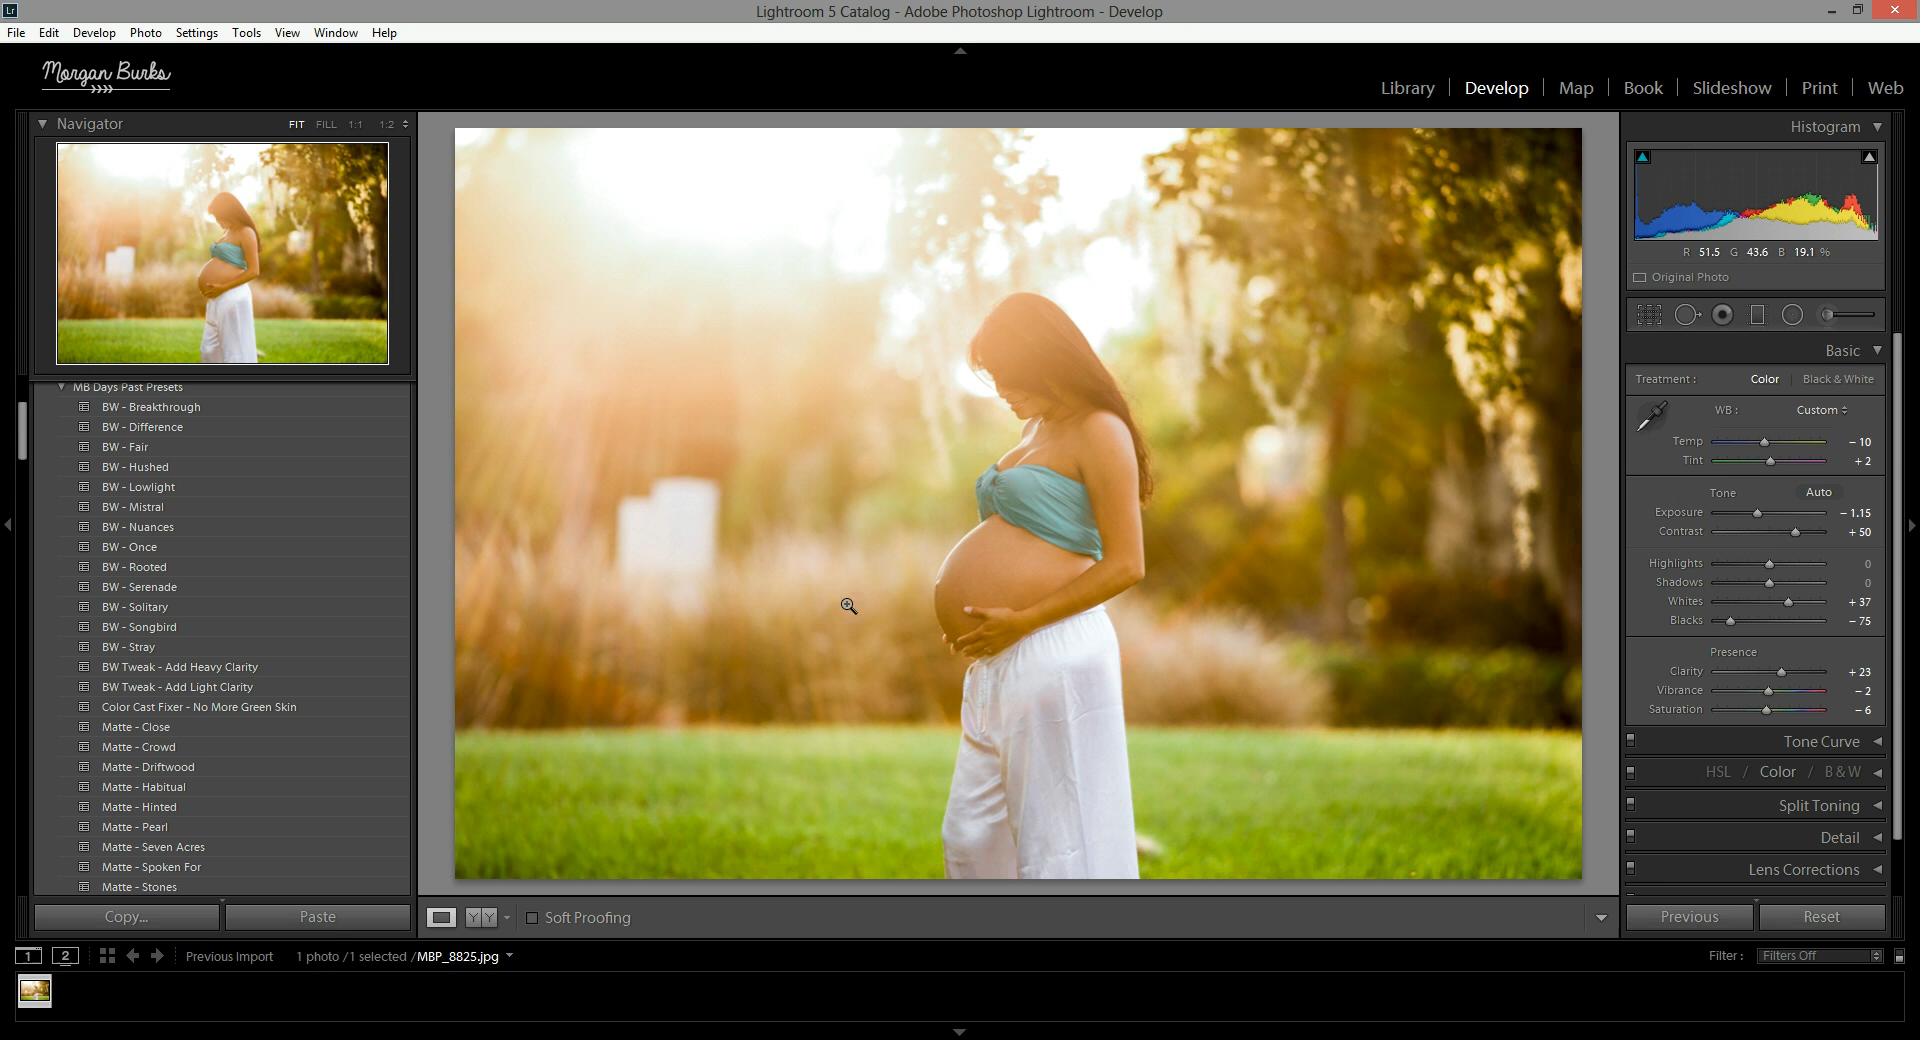 Lr
Lightroom 5 Catalog - Adobe Photoshop Lightroom - Develop
File Edit Develop Photo Settings Tools View Window Help
Morgan Burks
Library Develop Map Book Slideshow Print Web
Navigator FIT FILL 1:1 1:2
MB Days Past Presets
BW - Breakthrough
BW - Difference
BW - Fair
BW - Hushed
BW - Lowlight
BW - Mistral
BW - Nuances
BW - Once
BW - Rooted
BW - Serenade
BW - Solitary
BW - Songbird
BW - Stray
BW Tweak - Add Heavy Clarity
BW Tweak - Add Light Clarity
Color Cast Fixer - No More Green Skin
Matte - Close
Matte - Crowd
Matte - Driftwood
Matte - Habitual
Matte - Hinted
Matte - Pearl
Matte - Seven Acres
Matte - Spoken For
Matte - Stones
Copy... Paste
Y Y Soft Proofing
Histogram
R 51.5 G 43.6 B 19.1 %
Original Photo
Basic
Treatment : Color Black & White
WB : Custom
Temp - 10
Tint + 2
Tone Auto
Exposure - 1.15
Contrast + 50
Highlights 0
Shadows 0
Whites + 37
Blacks - 75
Presence
Clarity + 23
Vibrance - 2
Saturation - 6
Tone Curve
HSL / Color / B & W
Split Toning
Detail
Lens Corrections
Previous Reset
1 2 Previous Import 1 photo / 1 selected / MBP_8825.jpg
Filter : Filters Off